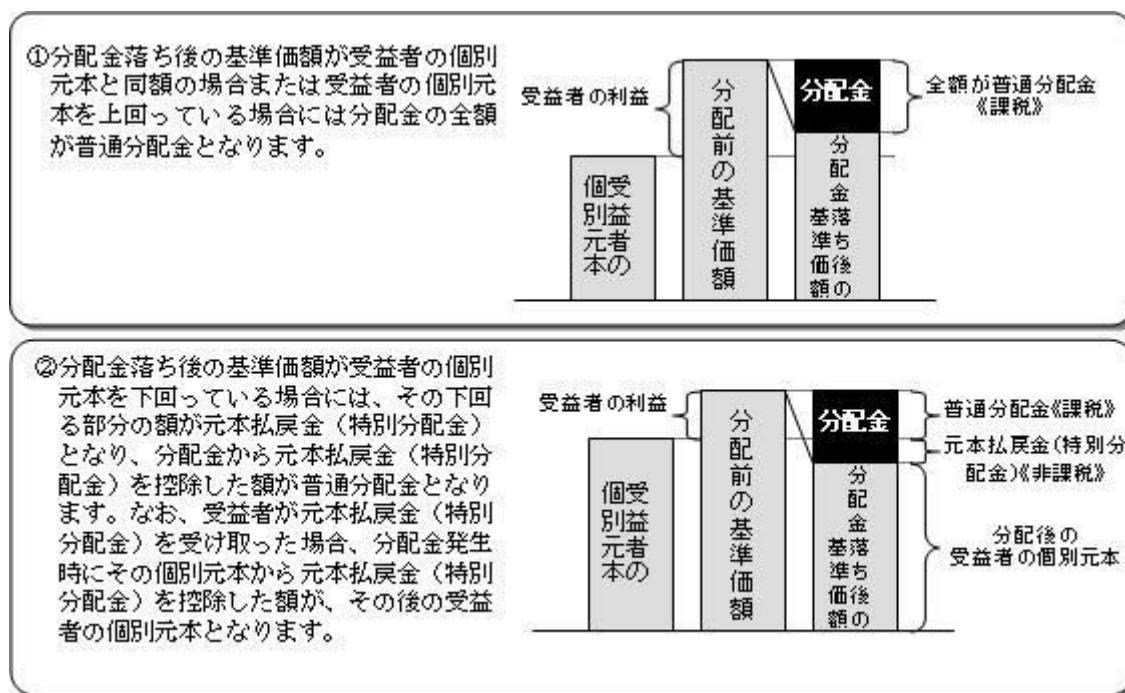 ①分配金落ち後の基準価額が受益者の個別
元本と同額の場合または受益者の個別元
本を上回っている場合には分配金の全額
が普通分配金となります。
受益者の利益
受益者の
個別元本
分配前の基準価額
分配金
分配金落ち後の
基準価額
全額が普通分配金
《課税》
②分配金落ち後の基準価額が受益者の個別
元本を下回っている場合には、その下回
る部分の額が元本払戻金（特別分配金）
となり、分配金から元本払戻金（特別分
配金）を控除した額が普通分配金となり
ます。なお、受益者が元本払戻金（特別
分配金）を受け取った場合、分配金発生
時にその個別元本から元本払戻金（特別
分配金）を控除した額が、その後の受益
者の個別元本となります。
受益者の利益
受益者の
個別元本
分配前の基準価額
分配金
分配金落ち後の
基準価額
普通分配金《課税》
元本払戻金(特別分
配金)《非課税》
分配後の
受益者の個別元本